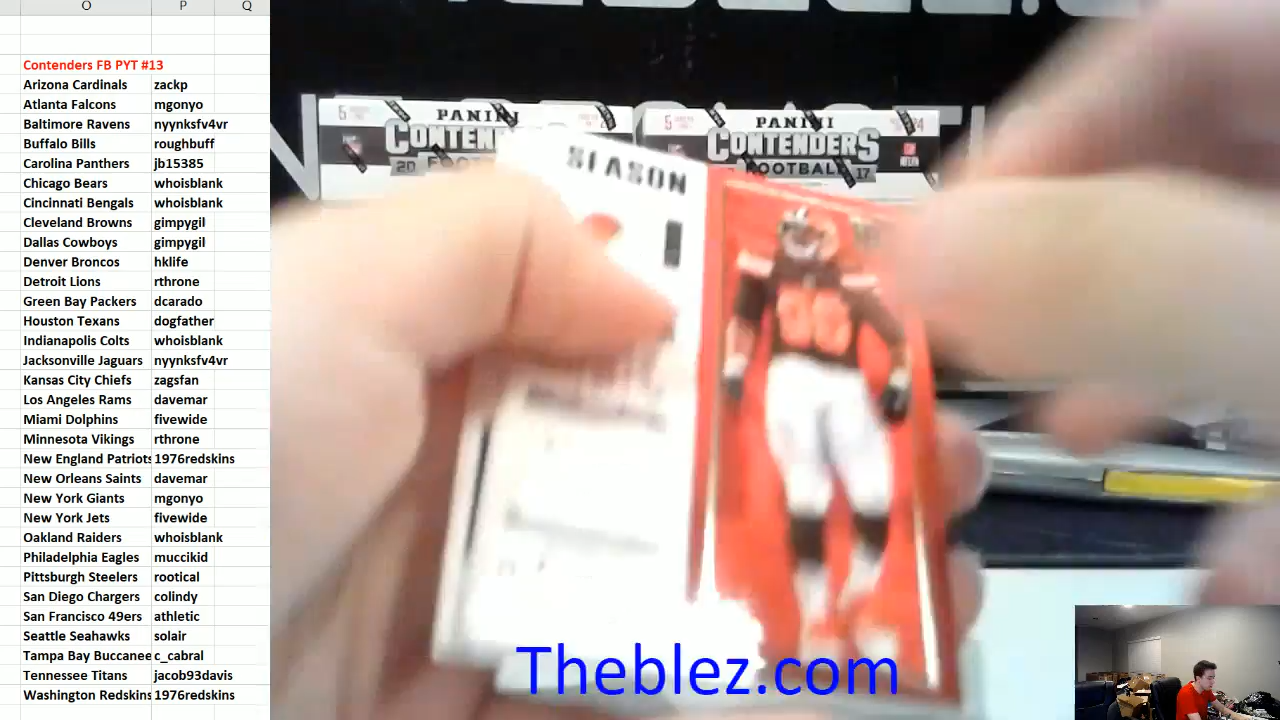 O P Q
Contenders FB PYT #13
Arizona Cardinals zackp
Atlanta Falcons mgonyo
Baltimore Ravens nyynksfv4vr
Buffalo Bills roughbuff
Carolina Panthers jb15385
Chicago Bears whoisblank
Cincinnati Bengals whoisblank
Cleveland Browns gimpygil
Dallas Cowboys gimpygil
Denver Broncos hklife
Detroit Lions rthrone
Green Bay Packers dcarado
Houston Texans dogfather
Indianapolis Colts whoisblank
Jacksonville Jaguars nyynksfv4vr
Kansas City Chiefs zagsfan
Los Angeles Rams davemar
Miami Dolphins fivewide
Minnesota Vikings rthrone
New England Patriots 1976redskins
New Orleans Saints davemar
New York Giants mgonyo
New York Jets fivewide
Oakland Raiders whoisblank
Philadelphia Eagles muccikid
Pittsburgh Steelers rootical
San Diego Chargers colindy
San Francisco 49ers athletic
Seattle Seahawks solair
Tampa Bay Buccanee c_cabral
Tennessee Titans jacob93davis
Washington Redskins 1976redskins
PANINI
CONTEN
20
PANINI
CONTENDERS
FOOTBALL 17
SEASON
Theblez.com